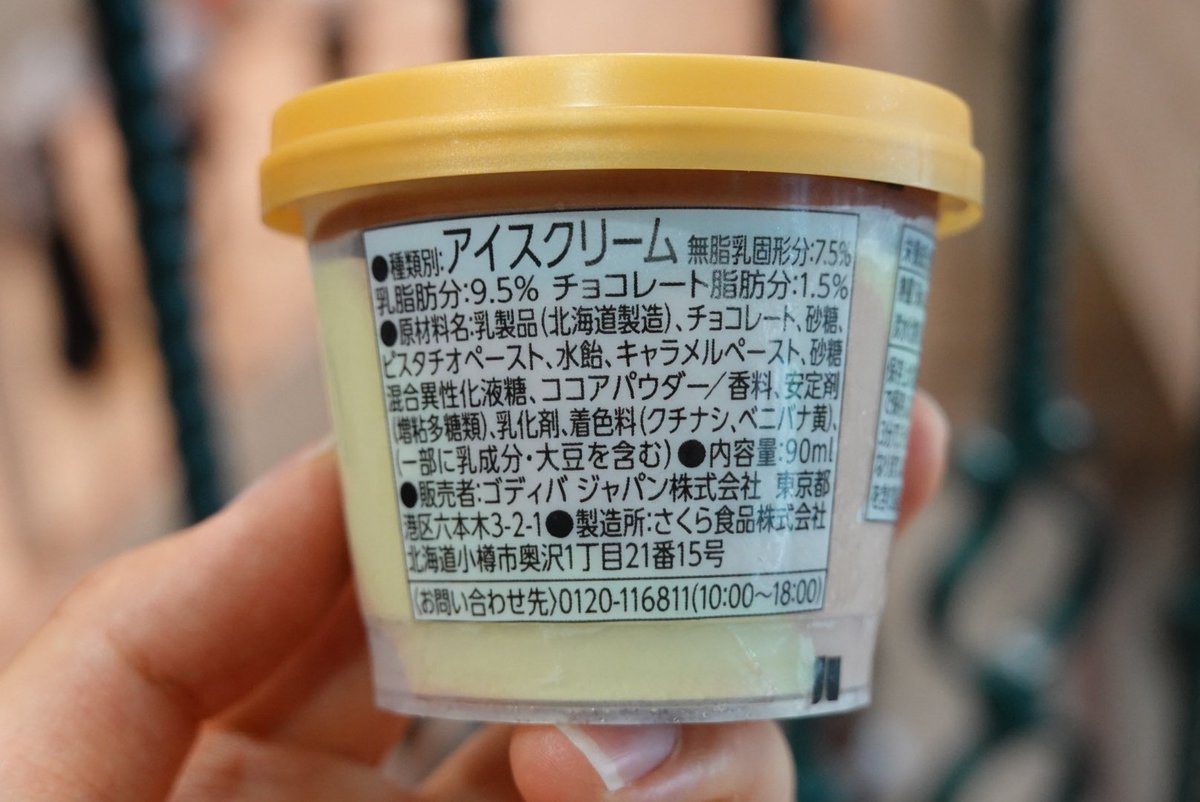 ●種類別:アイスクリーム 無脂乳固形分:7.5%
乳脂肪分:9.5% チョコレート脂肪分:1.5%
●原材料名:乳製品(北海道製造)、チョコレート、砂糖、
ピスタチオペースト、水飴、キャラメルペースト、砂糖
混合異性化液糖、ココアパウダー/香料、安定剤
(増粘多糖類)、乳化剤、着色料(クチナシ、ベニバナ黄)、
(一部に乳成分・大豆を含む) ●内容量:90ml
●販売者:ゴディバ ジャパン株式会社 東京都
港区六本木3-2-1●製造所:さくら食品株式会社
北海道小樽市奥沢1丁目21番15号
〈お問い合わせ先〉0120-116811(10:00〜18:00)